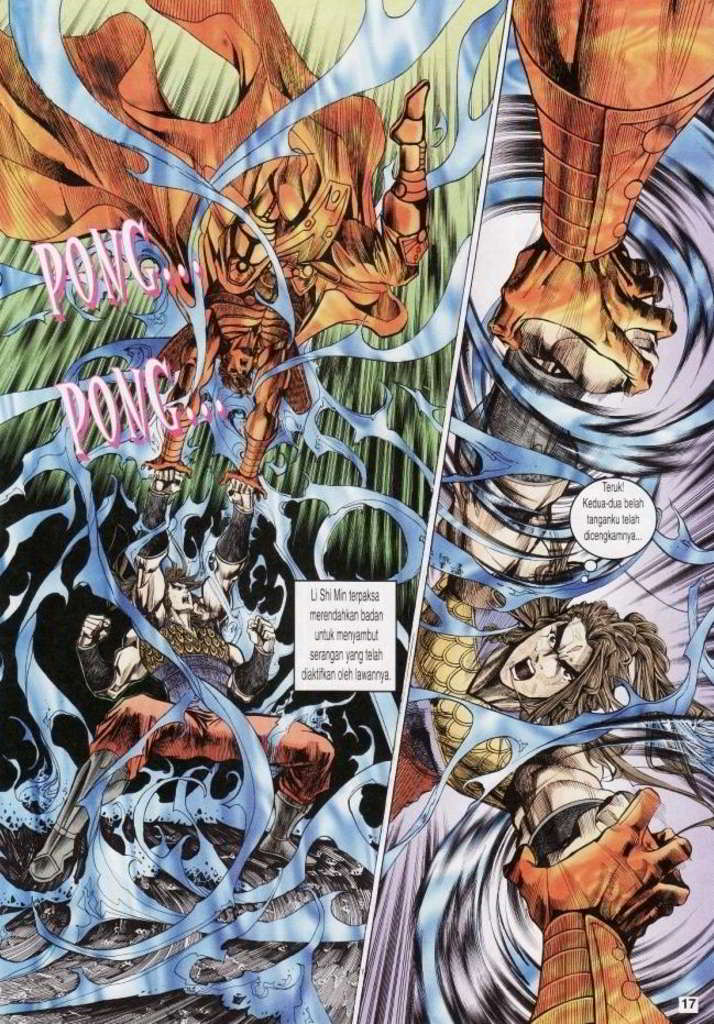 PONG...
PONG...
Li Shi Min terpaksa
merendahkan badan
untuk menyambut
serangan yang telah
diaktifkan oleh lawannya.
Teruk!
Kedua-dua belah
tanganku telah
dicengkamnya...
17